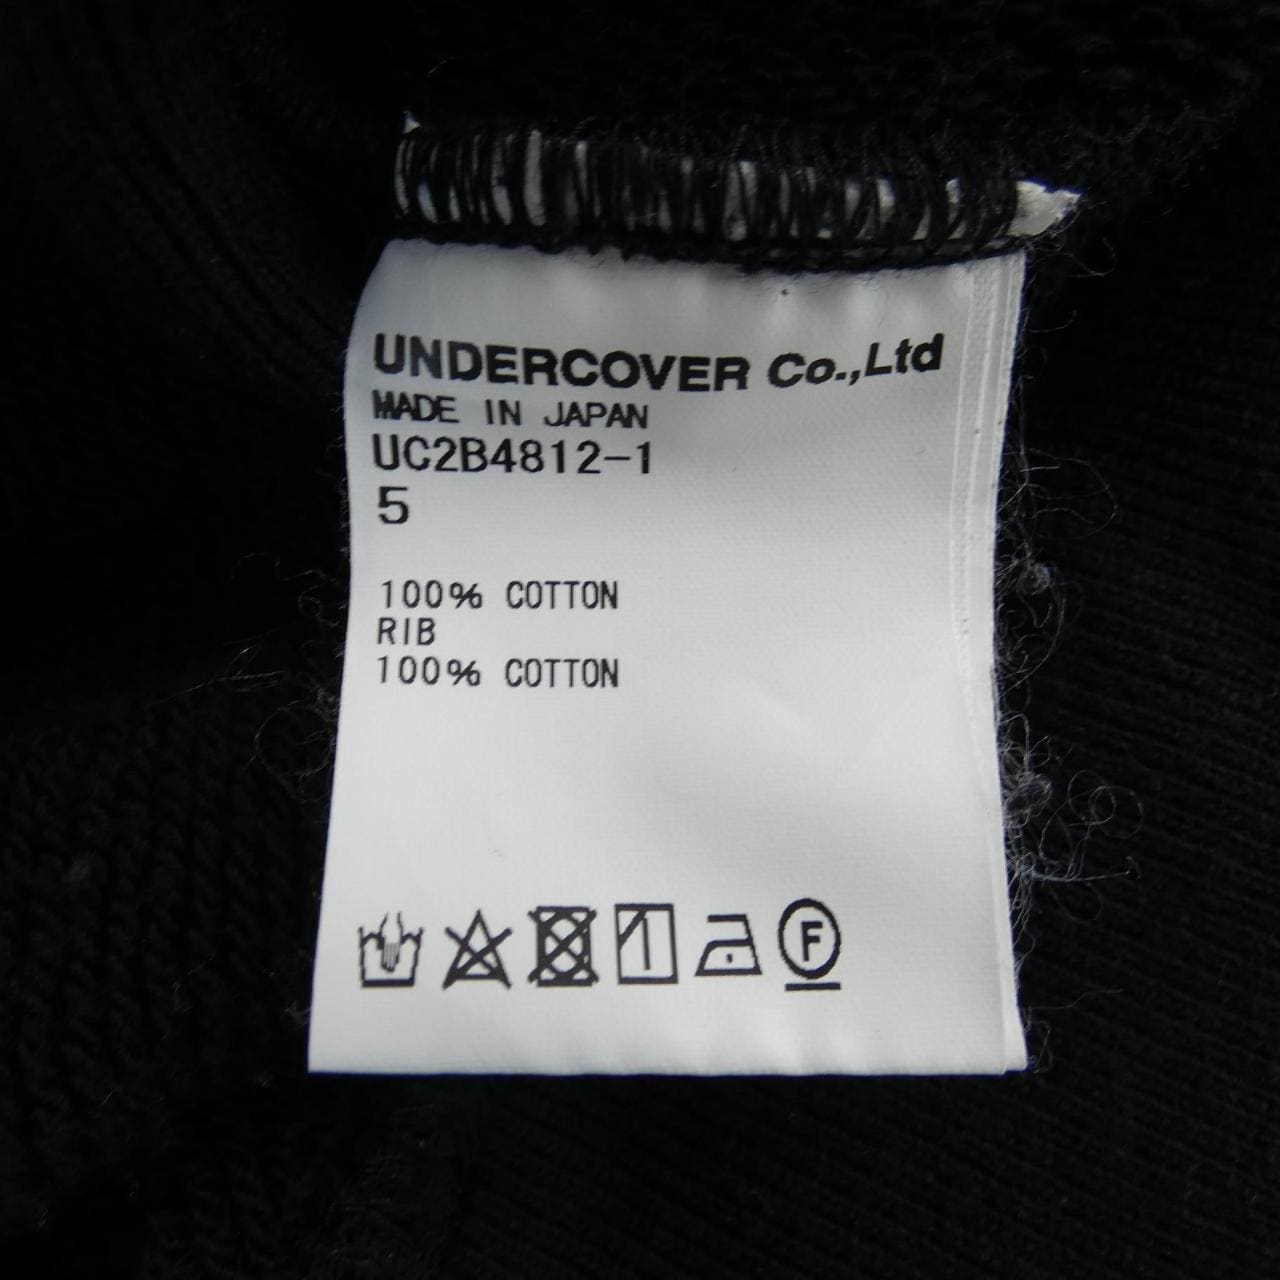 UNDERCOVER Co.,Ltd
MADE IN JAPAN
UC2B4812-1
5
100% COTTON
RIB
100% COTTON
F